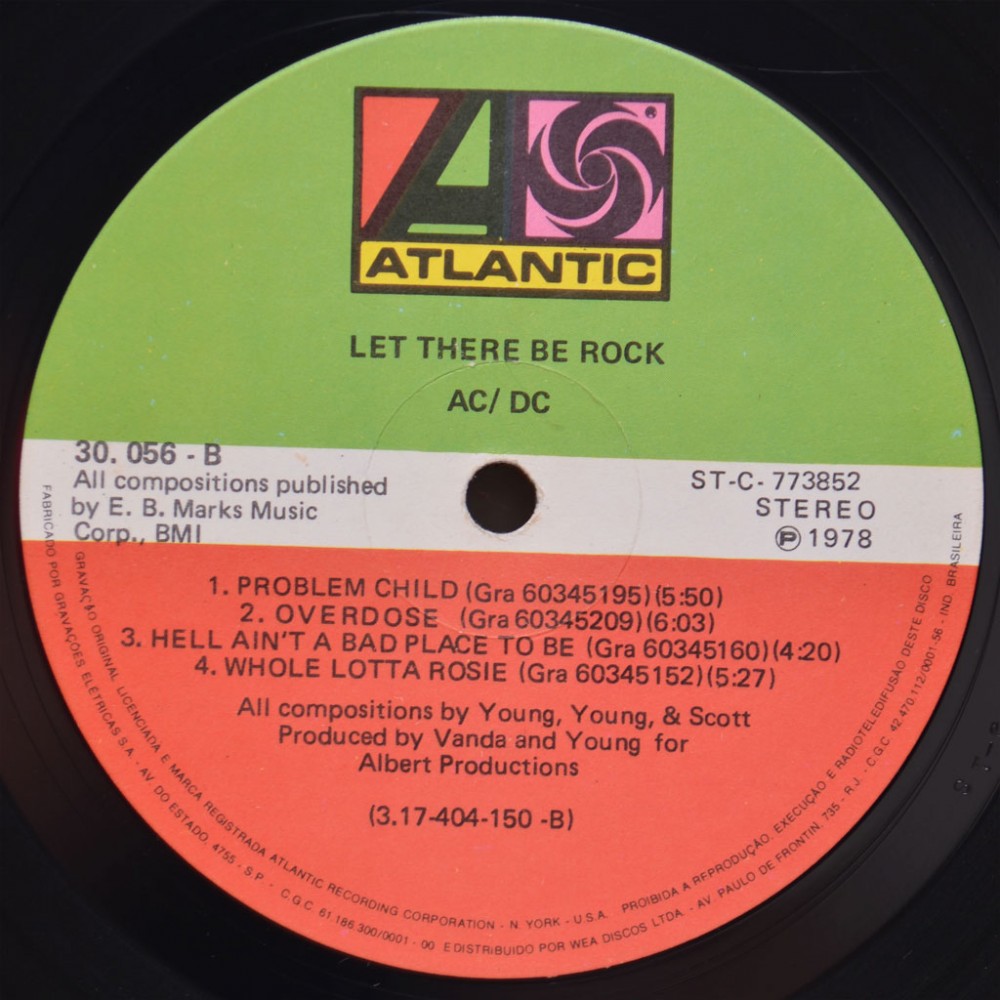 ATLANTIC
®
LET THERE BE ROCK
AC/ DC
30. 056 - B
All compositions published
by E. B. Marks Music
Corp., BMI
ST-C- 773852
STEREO
Ⓟ 1978
1. PROBLEM CHILD (Gra 60345195) (5:50)
2. OVERDOSE (Gra 60345209) (6:03)
3. HELL AIN'T A BAD PLACE TO BE (Gra 60345160) (4:20)
4. WHOLE LOTTA ROSIE (Gra 60345152) (5:27)
All compositions by Young, Young, & Scott
Produced by Vanda and Young for
Albert Productions
(3.17-404-150 -B)
GRAVAÇÃO ORIGINAL LICENCIADA E MARCA REGISTRADA ATLANTIC RECORDING CORPORATION - N. YORK - U.S.A. PROIBIDA A REPRODUÇÃO, EXECUÇÃO E RADIOTELEDIFUSÃO DESTE DISCO
FABRICADO POR GRAVAÇÕES ELÉTRICAS S.A. - AV. DO ESTADO, 4755 - S.P. - C.G.C. 61.186.300/0001 - 00 E DISTRIBUIDO POR WEA DISCOS LTDA. - AV. PAULO DE FRONTIN, 735 - R.J. - C.G.C. 42.470.112/0001-56 - IND. BRASILEIRA